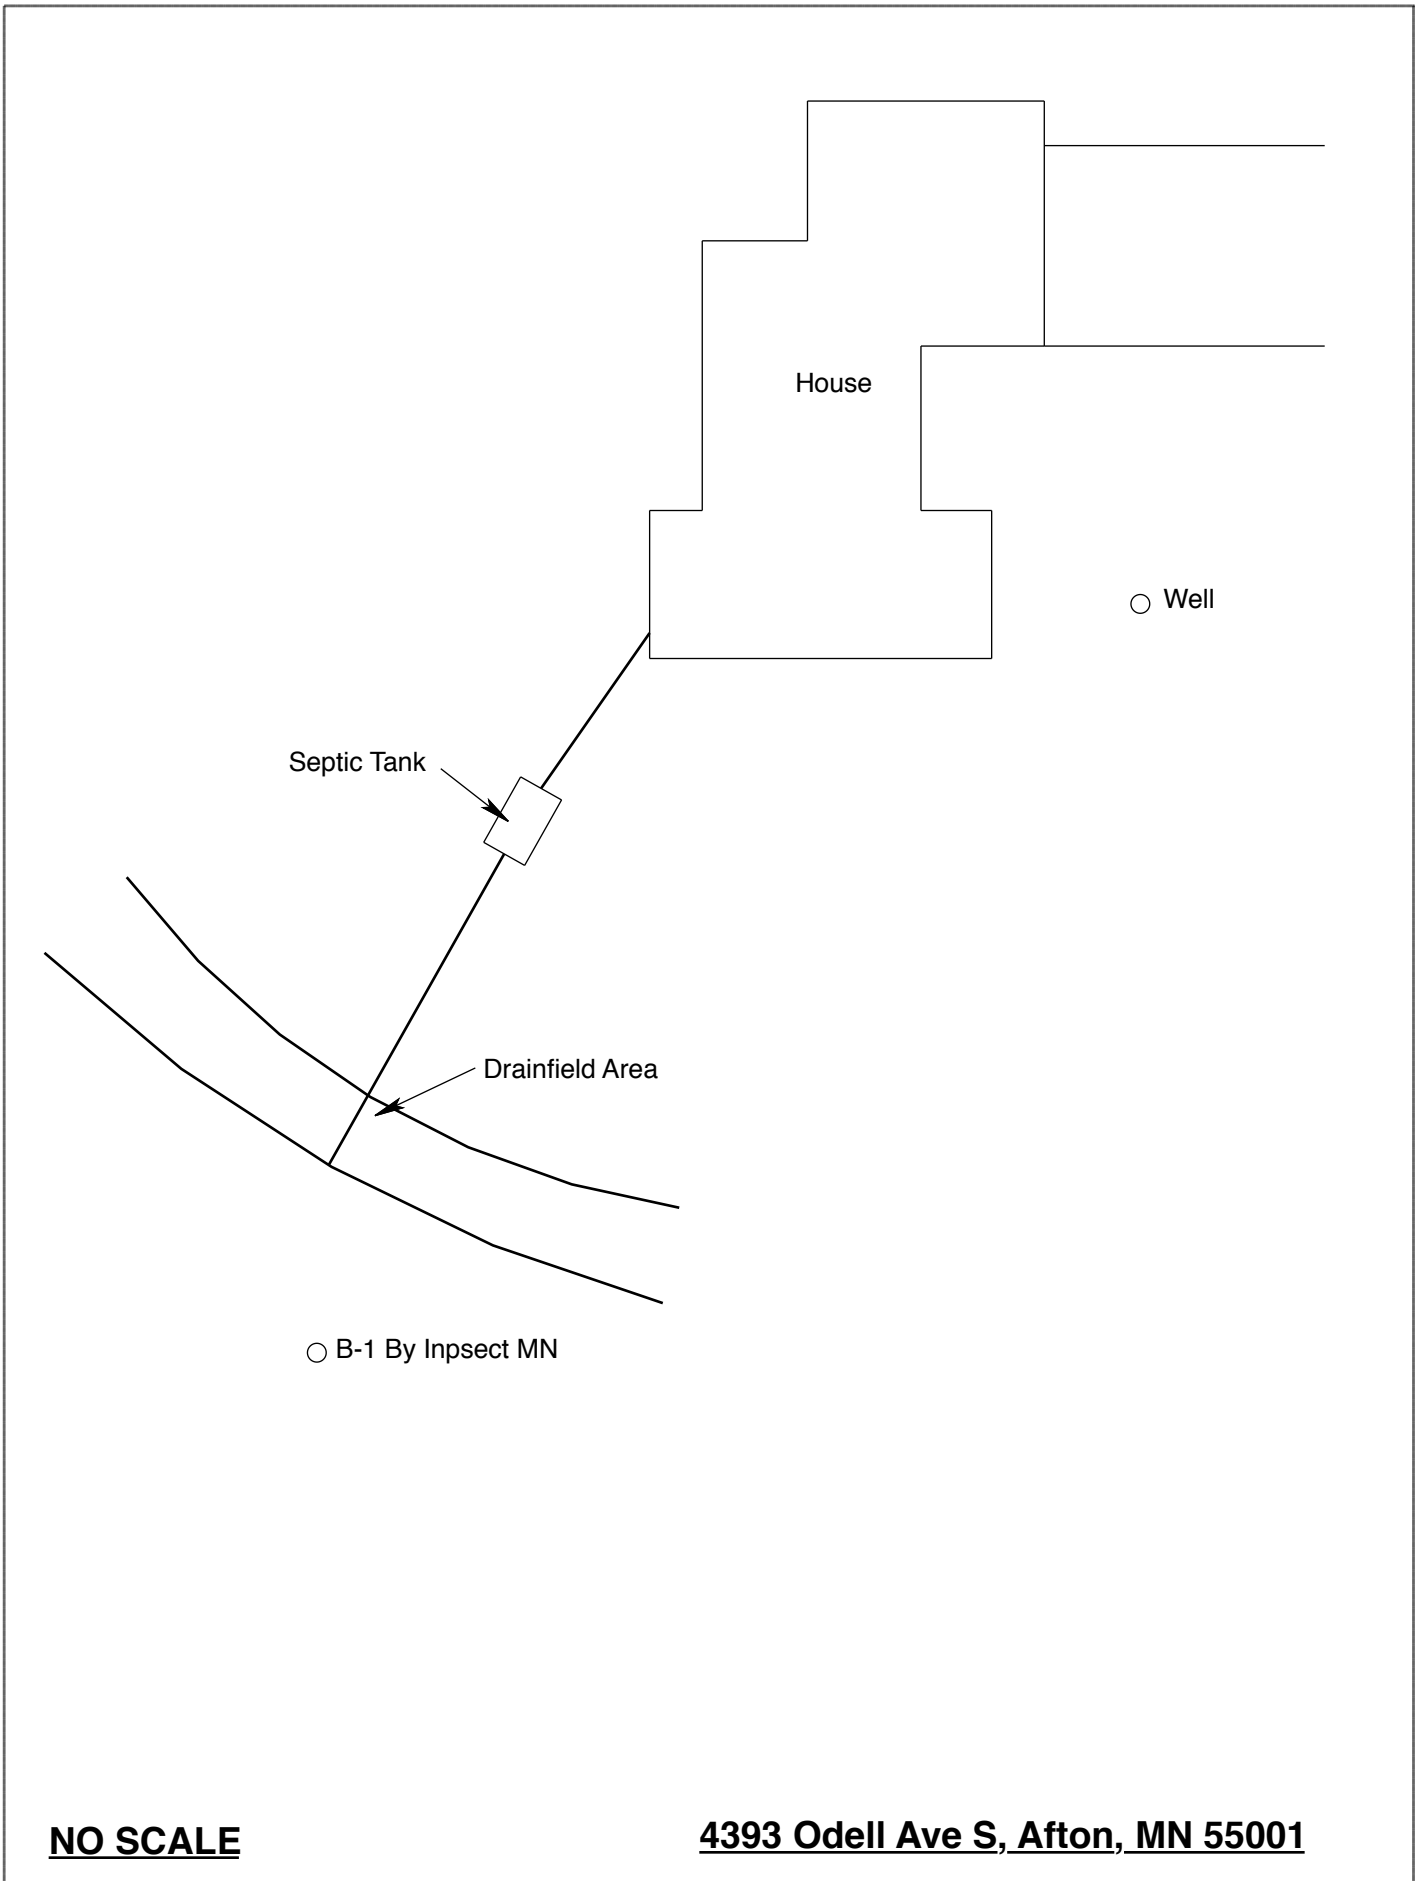 House
Well
Septic Tank
Drainfield Area
B-1 By Inpsect MN
NO SCALE
4393 Odell Ave S, Afton, MN 55001